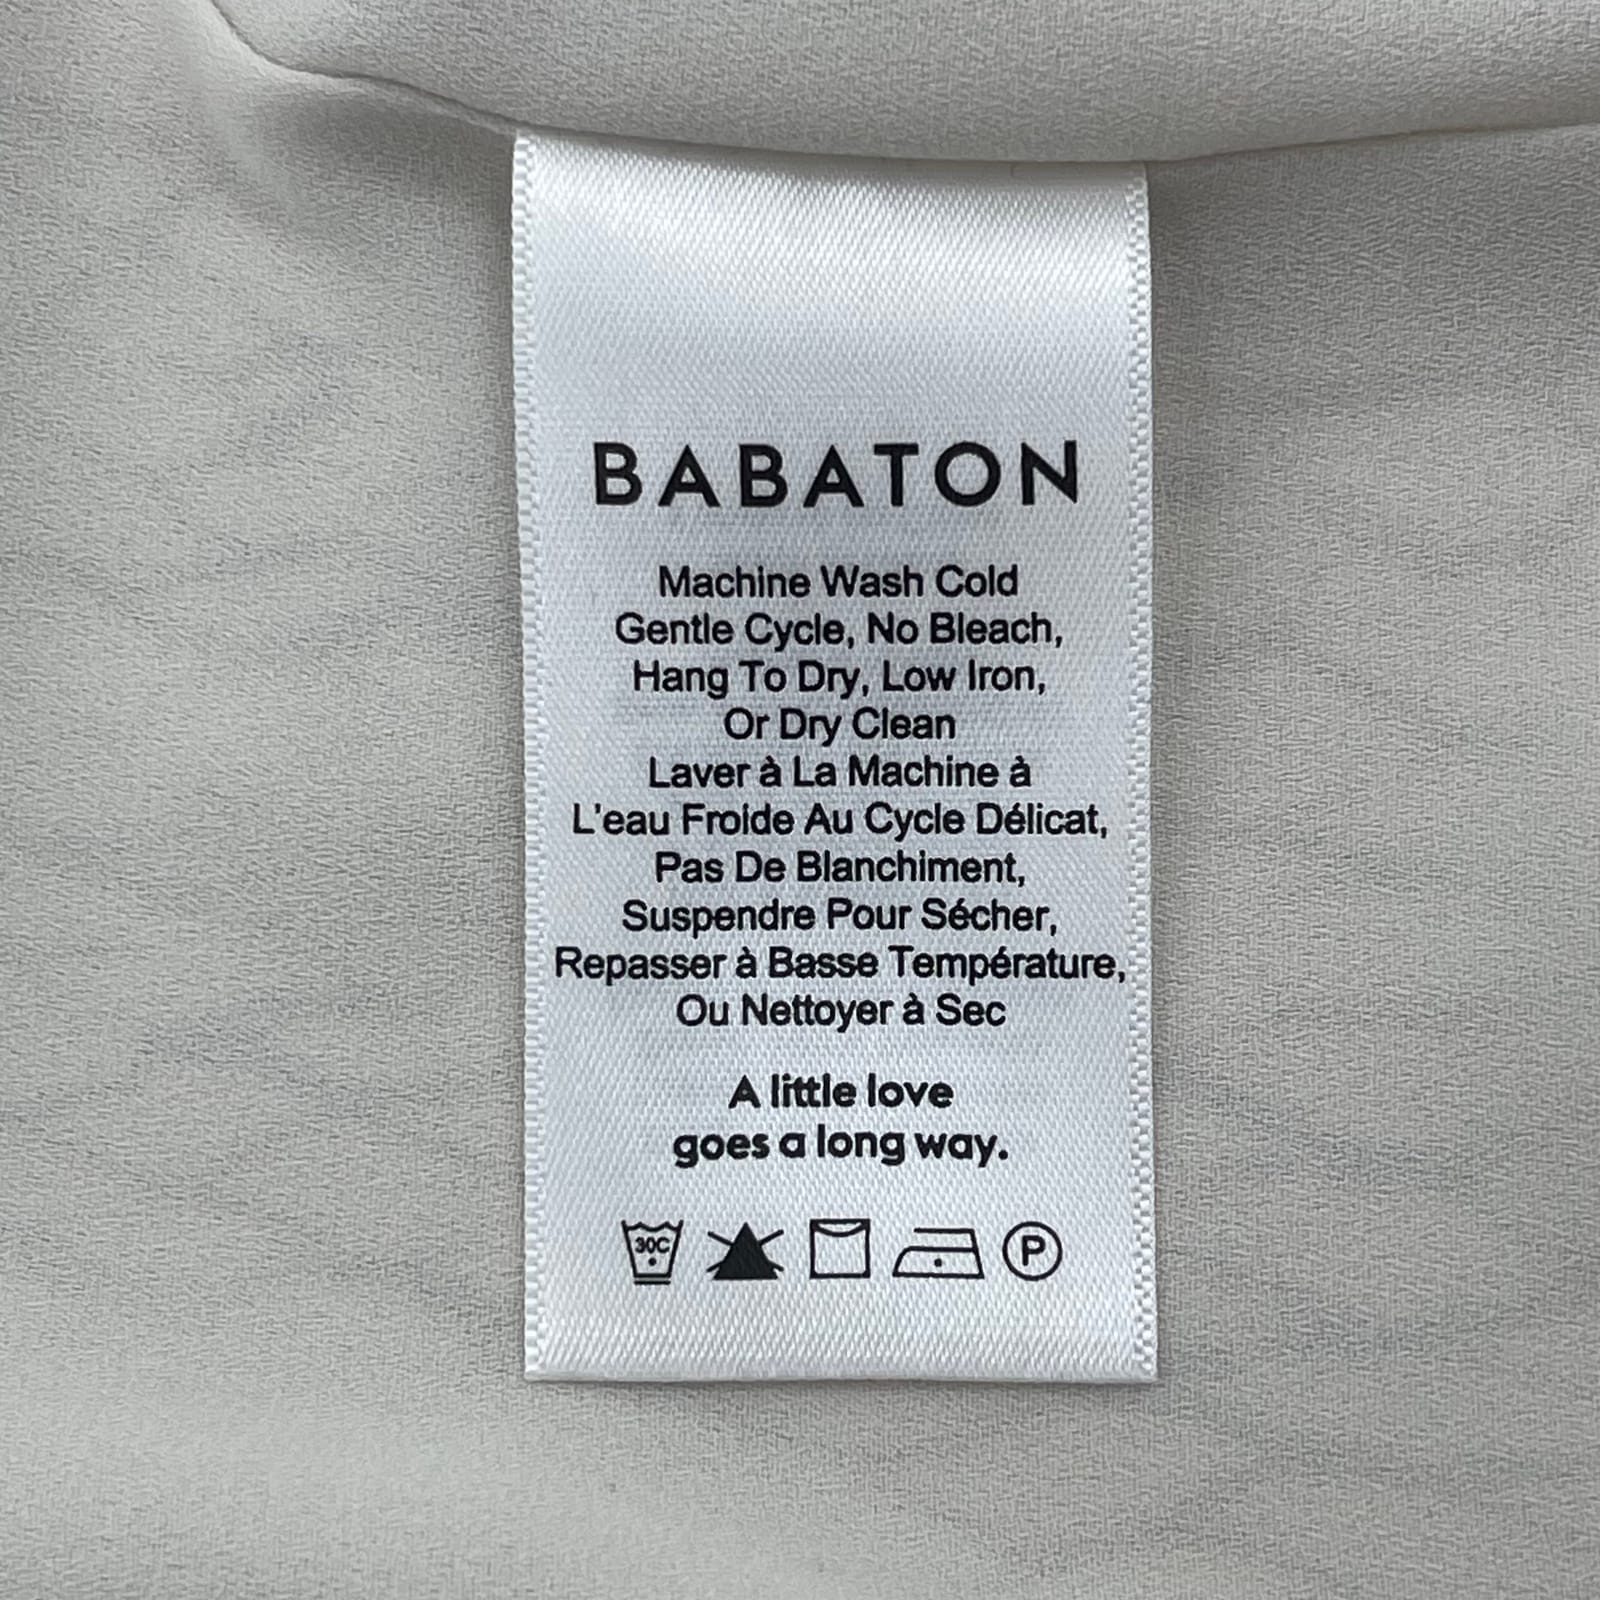 BABATON
Machine Wash Cold
Gentle Cycle, No Bleach,
Hang To Dry, Low Iron,
Or Dry Clean
Laver à La Machine à
L'eau Froide Au Cycle Délicat,
Pas De Blanchiment,
Suspendre Pour Sécher,
Repasser à Basse Température,
Ou Nettoyer à Sec
A little love
goes a long way.
30C P